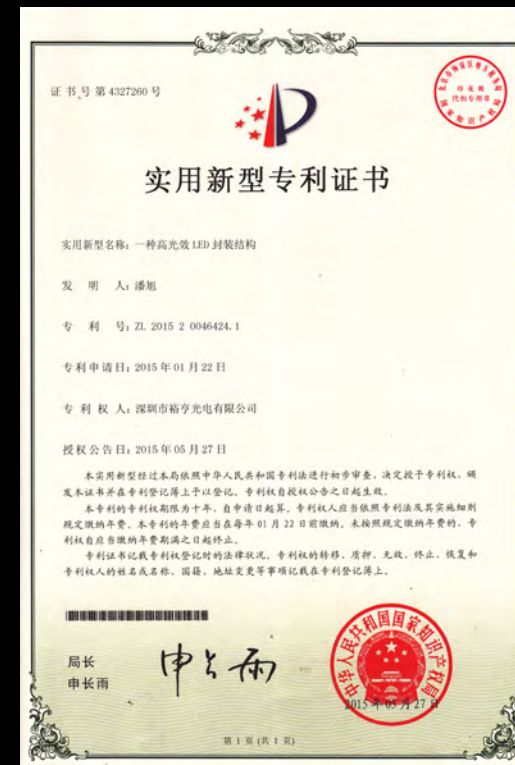 证书号第4327260号
印花税
代扣专用章
实用新型专利证书
实用新型名称：一种高光效LED封装结构
发 明 人：潘旭
专 利 号：ZL 2015 2 0046424.1
专利申请日：2015年01月22日
专 利 权 人：深圳市裕亨光电有限公司
授权公告日：2015年05月27日
本实用新型经过本局依照中华人民共和国专利法进行初步审查，决定授予专利权，颁
发本证书并在专利登记簿上予以登记。专利权自授权公告之日起生效。
本专利的专利权期限为十年，自申请日起算。专利权人应当依照专利法及其实施细则
规定缴纳年费。本专利的年费应当在每年01月22日前缴纳。未按照规定缴纳年费的，专
利权自应当缴纳年费期满之日起终止。
专利证书记载专利权登记时的法律状况。专利权的转移、质押、无效、终止、恢复和
专利权人的姓名或名称、国籍、地址变更等事项记载在专利登记簿上。
局长
申长雨
申长雨
中华人民共和国国家知识产权局
2015年05月27日
第1页(共1页)